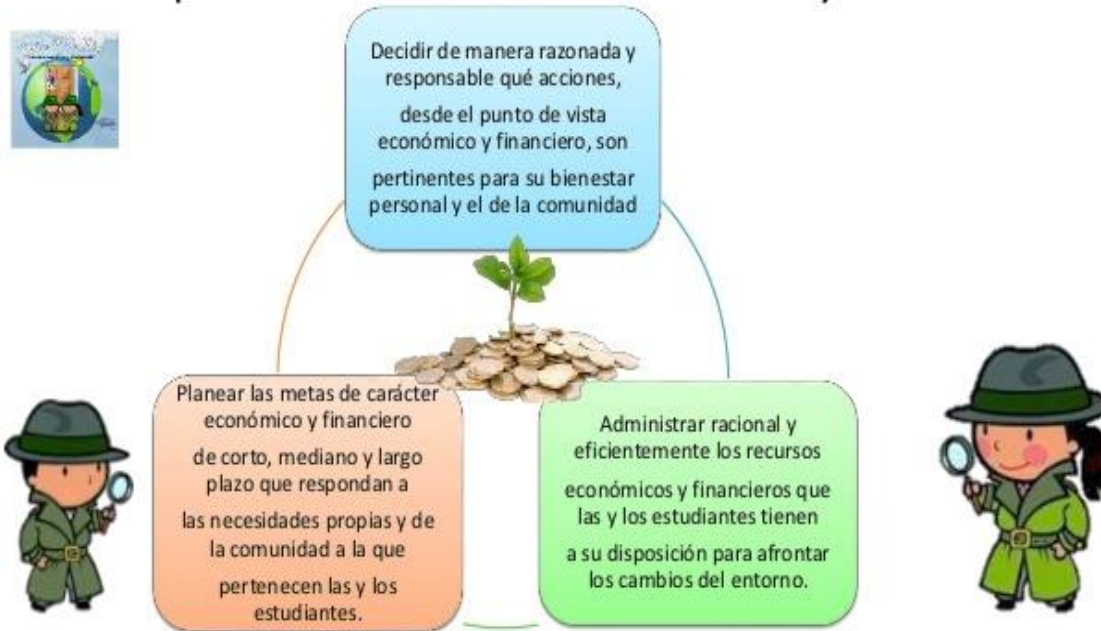 Decidir de manera razonada y
responsable qué acciones,
desde el punto de vista
económico y financiero, son
pertinentes para su bienestar
personal y el de la comunidad
Planear las metas de carácter
económico y financiero
de corto, mediano y largo
plazo que respondan a
las necesidades propias y de
la comunidad a la que
pertenecen las y los
estudiantes.
Administrar racional y
eficientemente los recursos
económicos y financieros que
las y los estudiantes tienen
a su disposición para afrontar
los cambios del entorno.